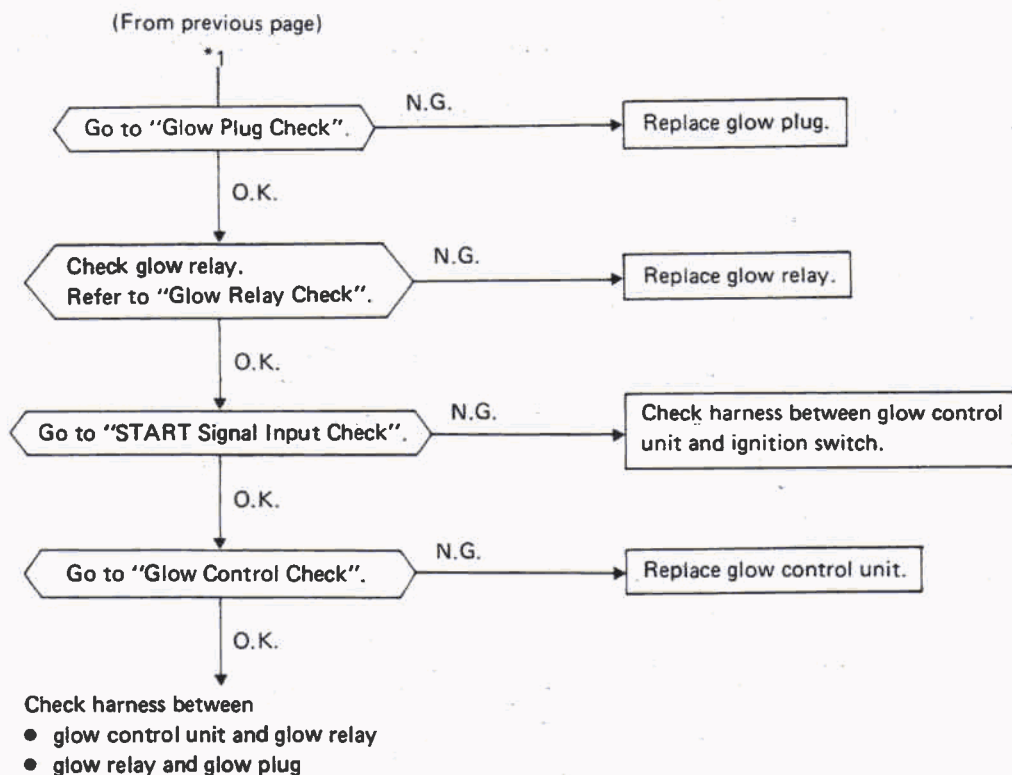 (From previous page)
*1
Go to "Glow Plug Check".
N.G.
Replace glow plug.
O.K.
Check glow relay.
Refer to "Glow Relay Check".
N.G.
Replace glow relay.
O.K.
Go to "START Signal Input Check".
N.G.
Check harness between glow control
unit and ignition switch.
O.K.
Go to "Glow Control Check".
N.G.
Replace glow control unit.
O.K.
Check harness between
● glow control unit and glow relay
● glow relay and glow plug